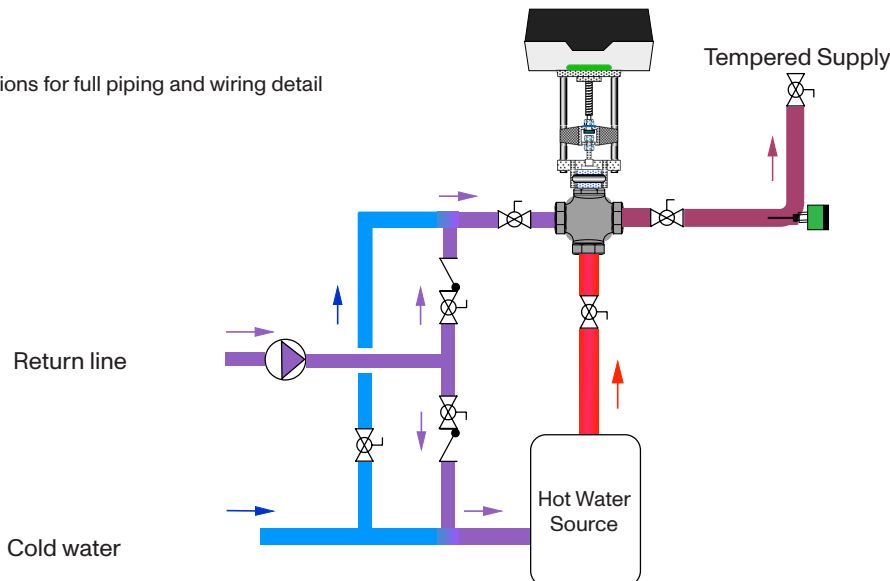 Tempered Supply
ions for full piping and wiring detail
Return line
Hot Water
Source
Cold water